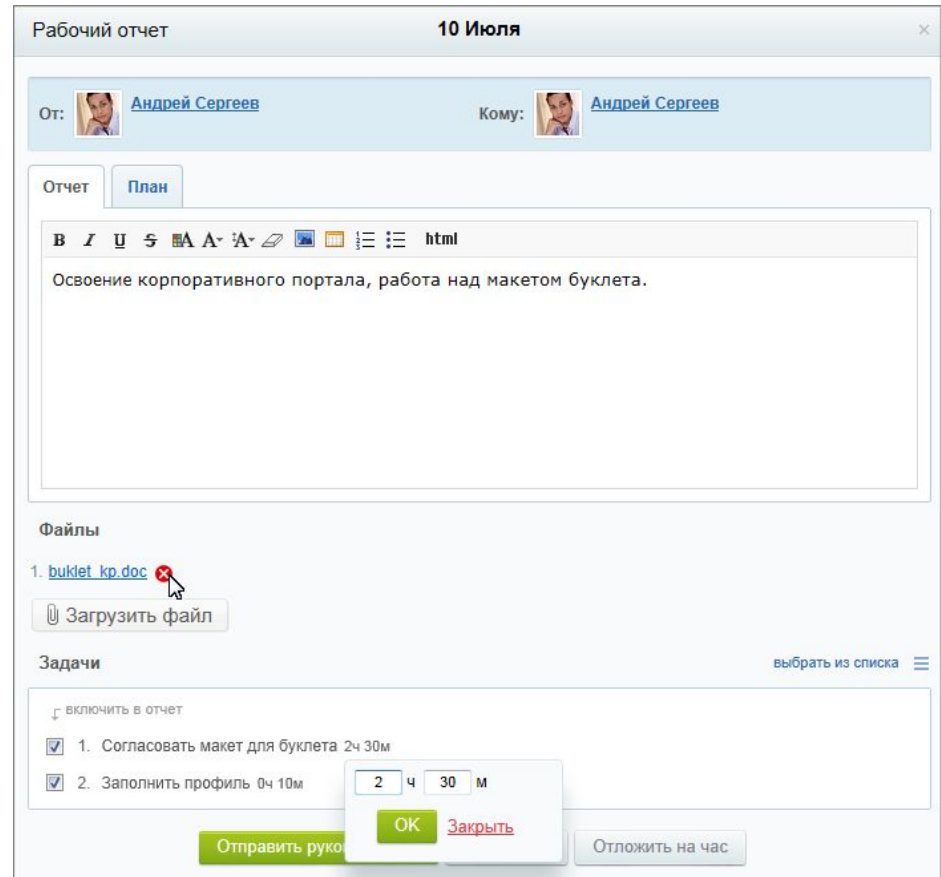 Рабочий отчет 10 Июля ×
От: Андрей Сергеев Кому: Андрей Сергеев
Отчет План
B I U S A A A html
Освоение корпоративного портала, работа над макетом буклета.
Файлы
1. buklet_kp.doc
Загрузить файл
Задачи выбрать из списка
включить в отчет
1. Согласовать макет для буклета 2ч 30м
2. Заполнить профиль 0ч 10м
2 ч 30 м
OK Закрыть
Отправить Отложить на час